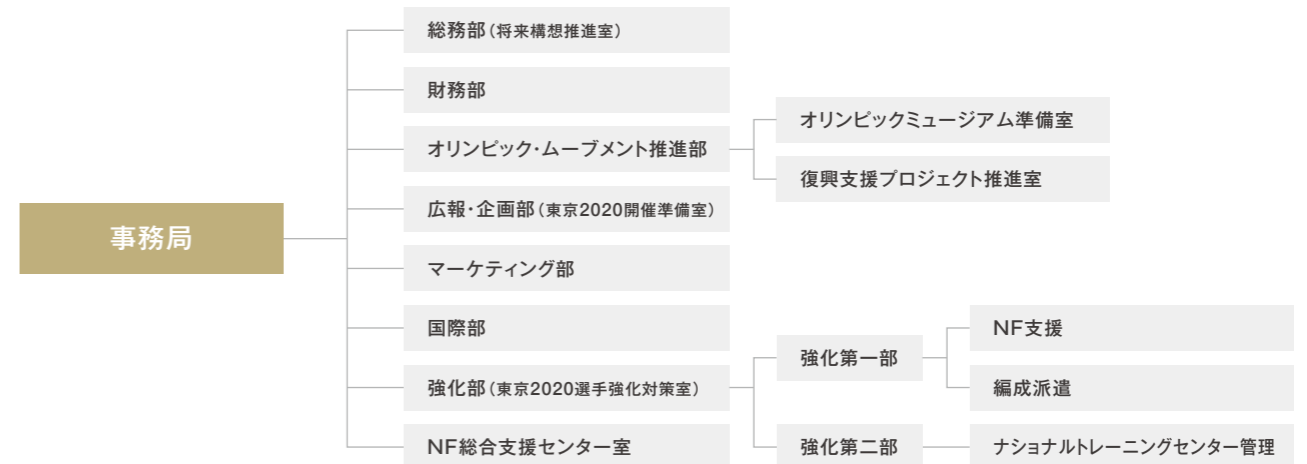 事務局
総務部（将来構想推進室）
財務部
オリンピック・ムーブメント推進部
オリンピックミュージアム準備室
復興支援プロジェクト推進室
広報・企画部（東京2020開催準備室）
マーケティング部
国際部
強化部（東京2020選手強化対策室）
強化第一部
NF支援
編成派遣
強化第二部
ナショナルトレーニングセンター管理
NF総合支援センター室